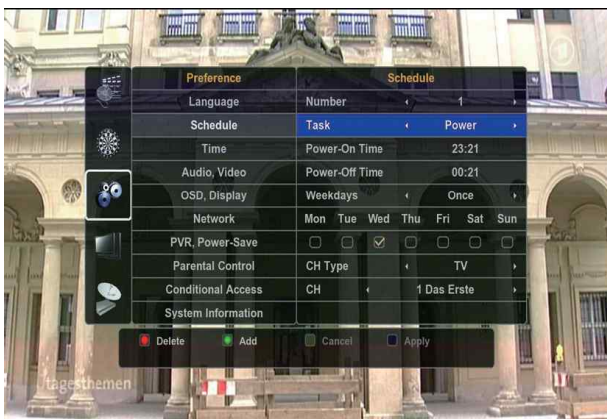 Preference Schedule
Language Number 1
Schedule Task Power
Time Power-On Time 23:21
Audio, Video Power-Off Time 00:21
OSD, Display Weekdays Once
Network Mon Tue Wed Thu Fri Sat Sun
PVR, Power-Save
Parental Control CH Type TV
Conditional Access CH 1 Das Erste
System Information
Delete Add Cancel Apply
tagesthemen